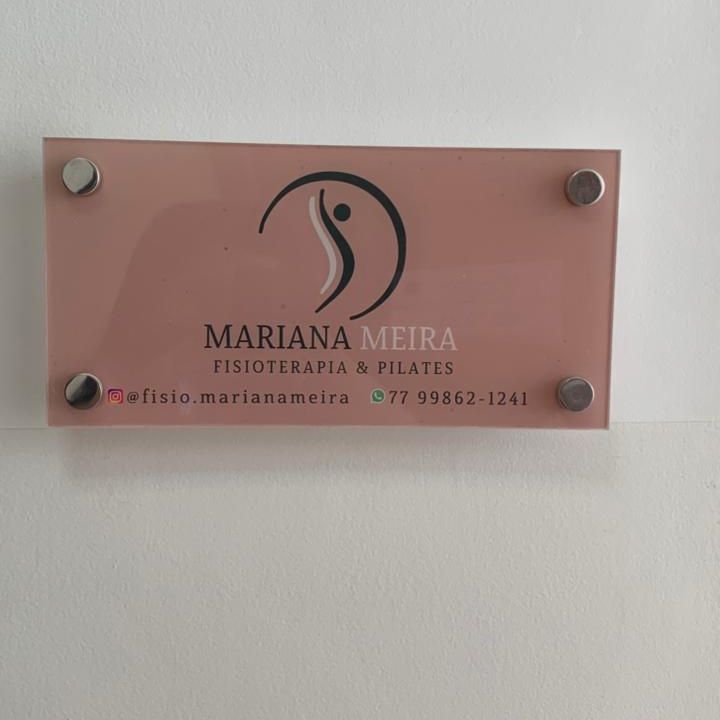 MARIANA MEIRA
FISIOTERAPIA & PILATES
@fisio.marianameira 77 99862-1241